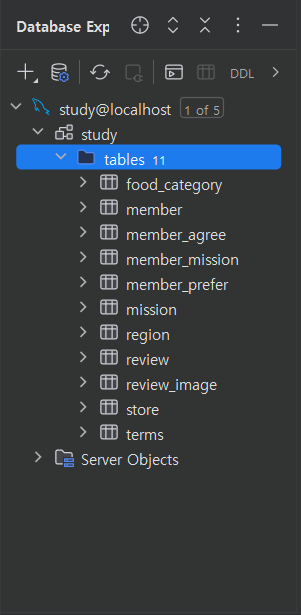 Database Exp
DDL
study@localhost 1 of 5
study
tables 11
food_category
member
member_agree
member_mission
member_prefer
mission
region
review
review_image
store
terms
Server Objects